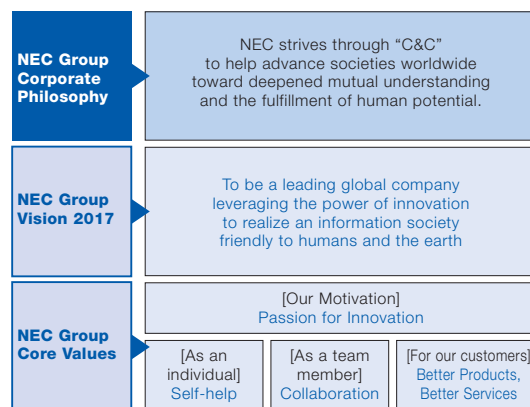 NEC Group
Corporate
Philosophy
NEC strives through “C&C”
to help advance societies worldwide
toward deepened mutual understanding
and the fulfillment of human potential.
NEC Group
Vision 2017
To be a leading global company
leveraging the power of innovation
to realize an information society
friendly to humans and the earth
NEC Group
Core Values
[Our Motivation]
Passion for Innovation
[As an
individual]
Self-help
[As a team
member]
Collaboration
[For our customers]
Better Products,
Better Services